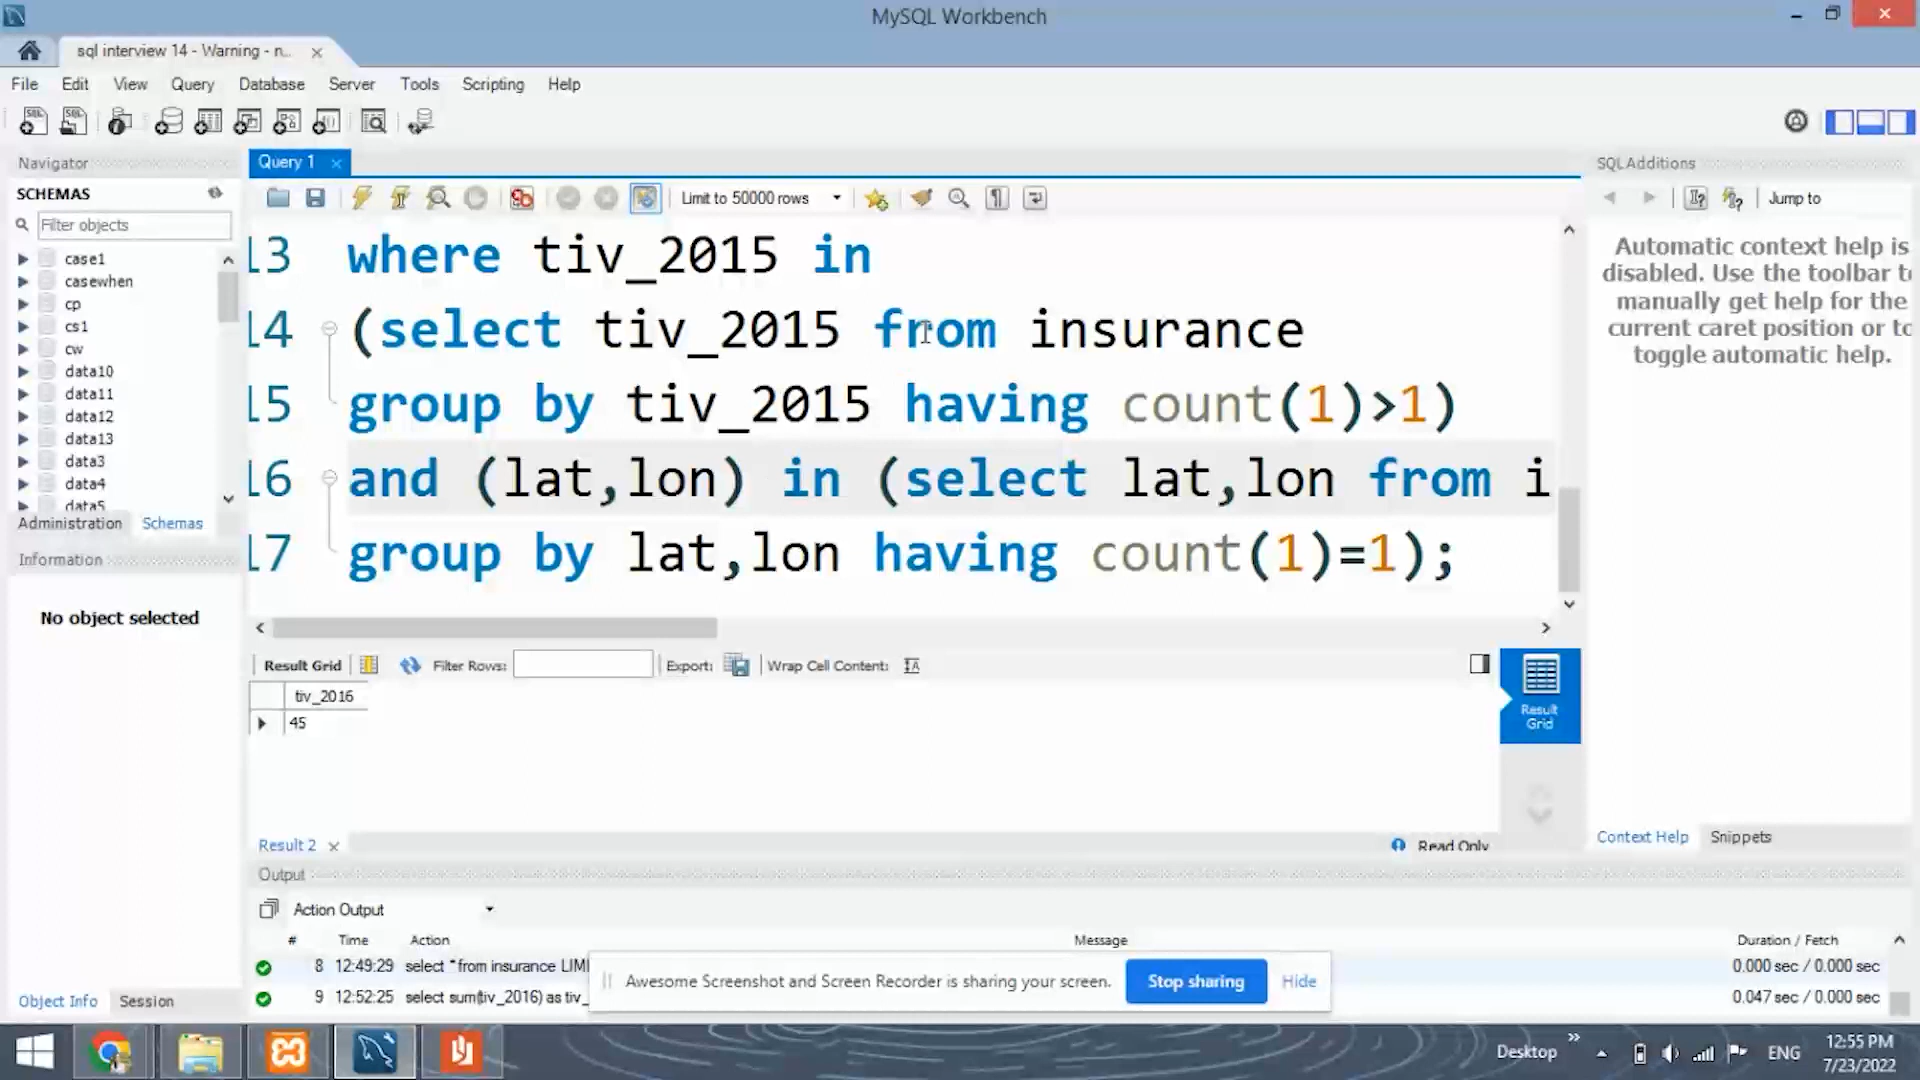 MySQL Workbench
sql interview 14 - Warning - n...
File Edit View Query Database Server Tools Scripting Help
Navigator
SCHEMAS
Filter objects
case1
casewhen
cp
cs1
cw
data10
data11
data12
data13
data3
data4
data5
Administration Schemas
Information
No object selected
Object Info Session
Query 1
Limit to 50000 rows
13 where tiv_2015 in
14 (select tiv_2015 from insurance
15 group by tiv_2015 having count(1)>1)
16 and (lat,lon) in (select lat,lon from i
17 group by lat,lon having count(1)=1);
Result Grid Filter Rows: Export: Wrap Cell Content:
tiv_2016
45
Result Grid
Result 2
Read Only
Output
Action Output
# Time Action Message Duration / Fetch
8 12:49:29 select *from insurance LIMI 0.000 sec / 0.000 sec
9 12:52:25 select sum(tiv_2016) as tiv_ 0.047 sec / 0.000 sec
Awesome Screenshot and Screen Recorder is sharing your screen. Stop sharing Hide
SQL Additions
Jump to
Automatic context help is
disabled. Use the toolbar to
manually get help for the
current caret position or to
toggle automatic help.
Context Help Snippets
Desktop
ENG
12:55 PM
7/23/2022